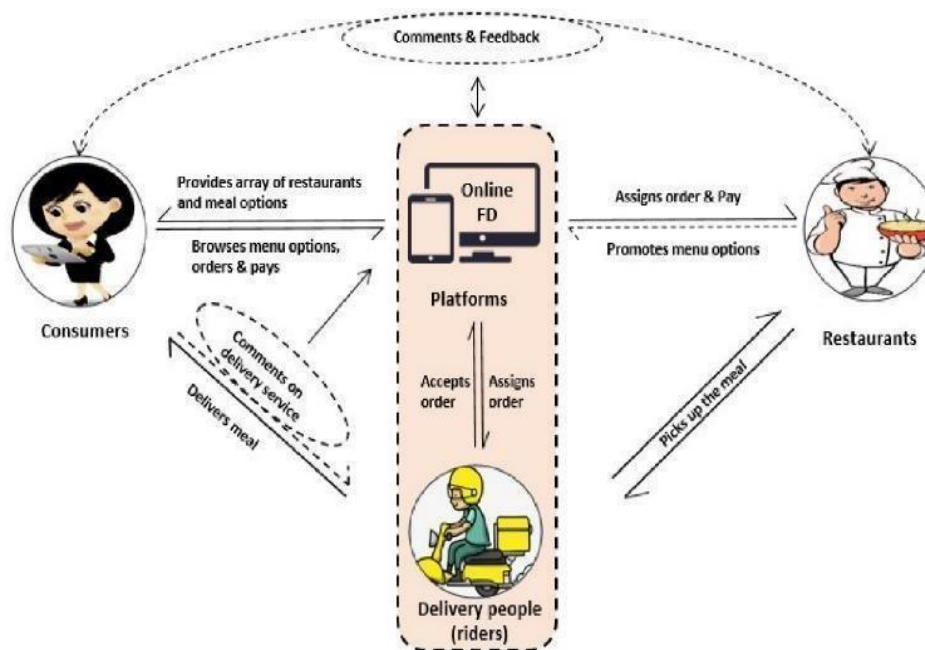 Comments & Feedback
Provides array of restaurants
and meal options
Browses menu options,
orders & pays
Online
FD
Assigns order & Pay
Promotes menu options
Consumers
Platforms
Restaurants
Comments on
delivery service
Delivers meal
Accepts
order
Assigns
order
Picks up the meal
Delivery people
(riders)